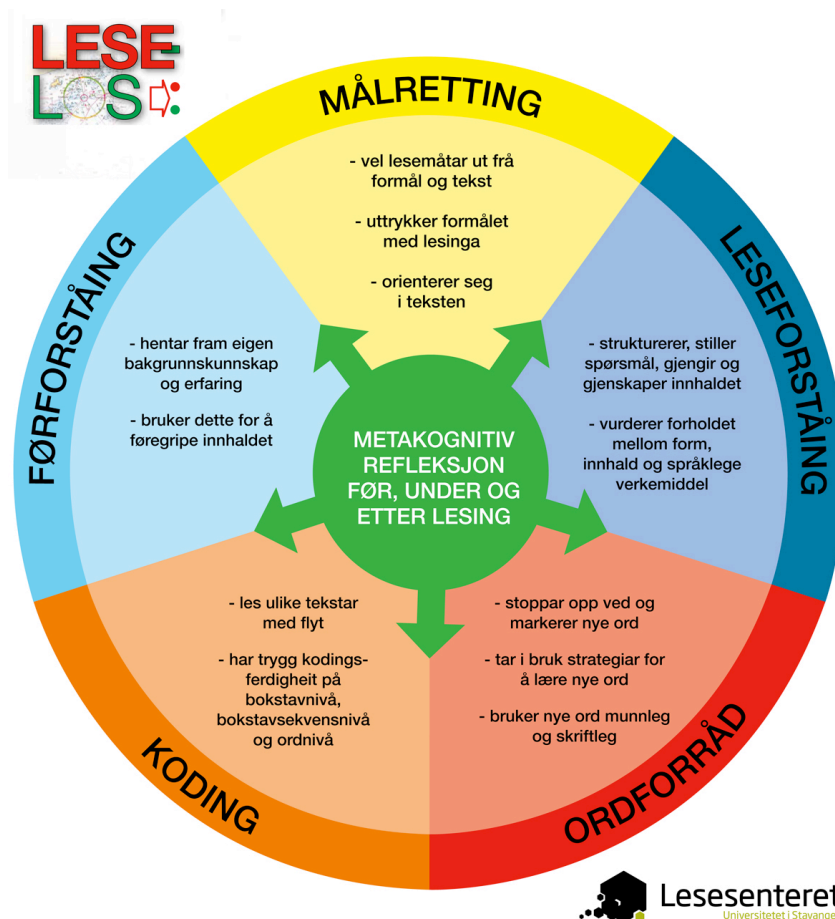 LESE-
LOS
MÅLRETTING
- vel lesemåtar ut frå
formål og tekst
- uttrykker formålet
med lesinga
- orienterer seg
i teksten
LESEFORSTÅING
- strukturerer, stiller
spørsmål, gjengir og
gjenskaper innhaldet
- vurderer forholdet
mellom form,
innhald og språklege
verkemiddel
ORDFORRÅD
- stoppar opp ved og
markerer nye ord
- tar i bruk strategiar for
å lære nye ord
- bruker nye ord munnleg
og skriftleg
KODING
- les ulike tekstar
med flyt
- har trygg kodings-
ferdigheit på
bokstavnivå,
bokstavsekvensnivå
og ordnivå
FØRFORSTÅING
- hentar fram eigen
bakgrunnskunnskap
og erfaring
- bruker dette for å
føregripe innhaldet
METAKOGNITIV
REFLEKSJON
FØR, UNDER OG
ETTER LESING
Lesesenteret
Universitetet i Stavanger